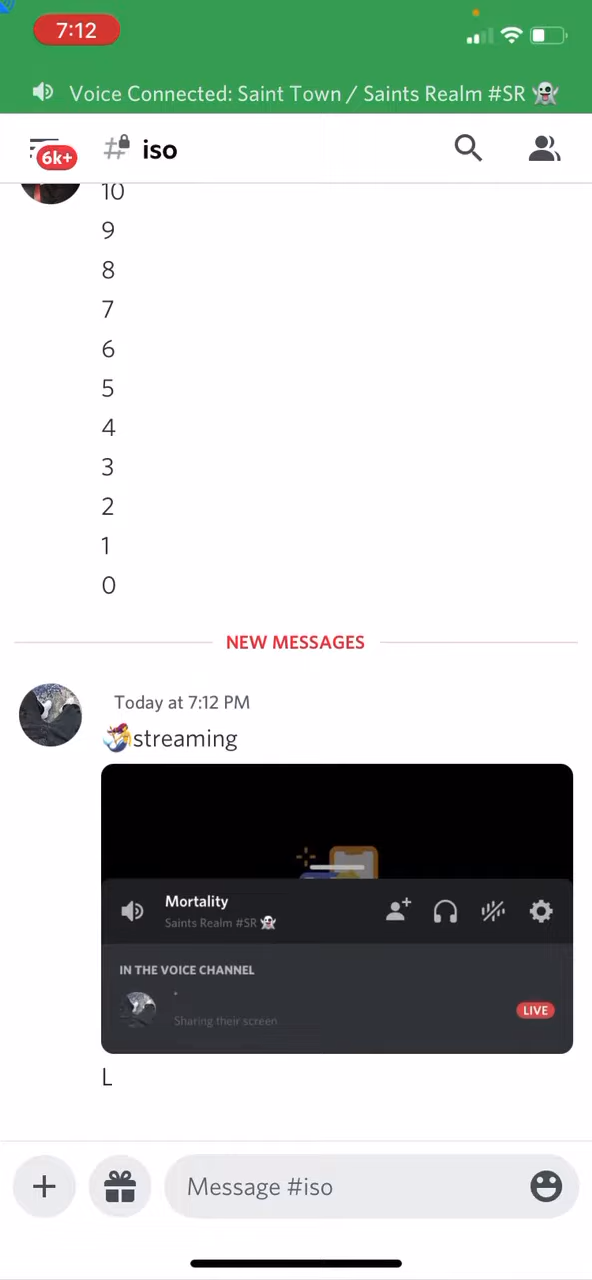 7:12
Voice Connected: Saint Town / Saints Realm #SR 👻
6k+
# iso
10
9
8
7
6
5
4
3
2
1
0
NEW MESSAGES
Today at 7:12 PM
🧜‍♀️streaming
Mortality
Saints Realm #SR 👻
IN THE VOICE CHANNEL
Sharing their screen
LIVE
L
Message #iso